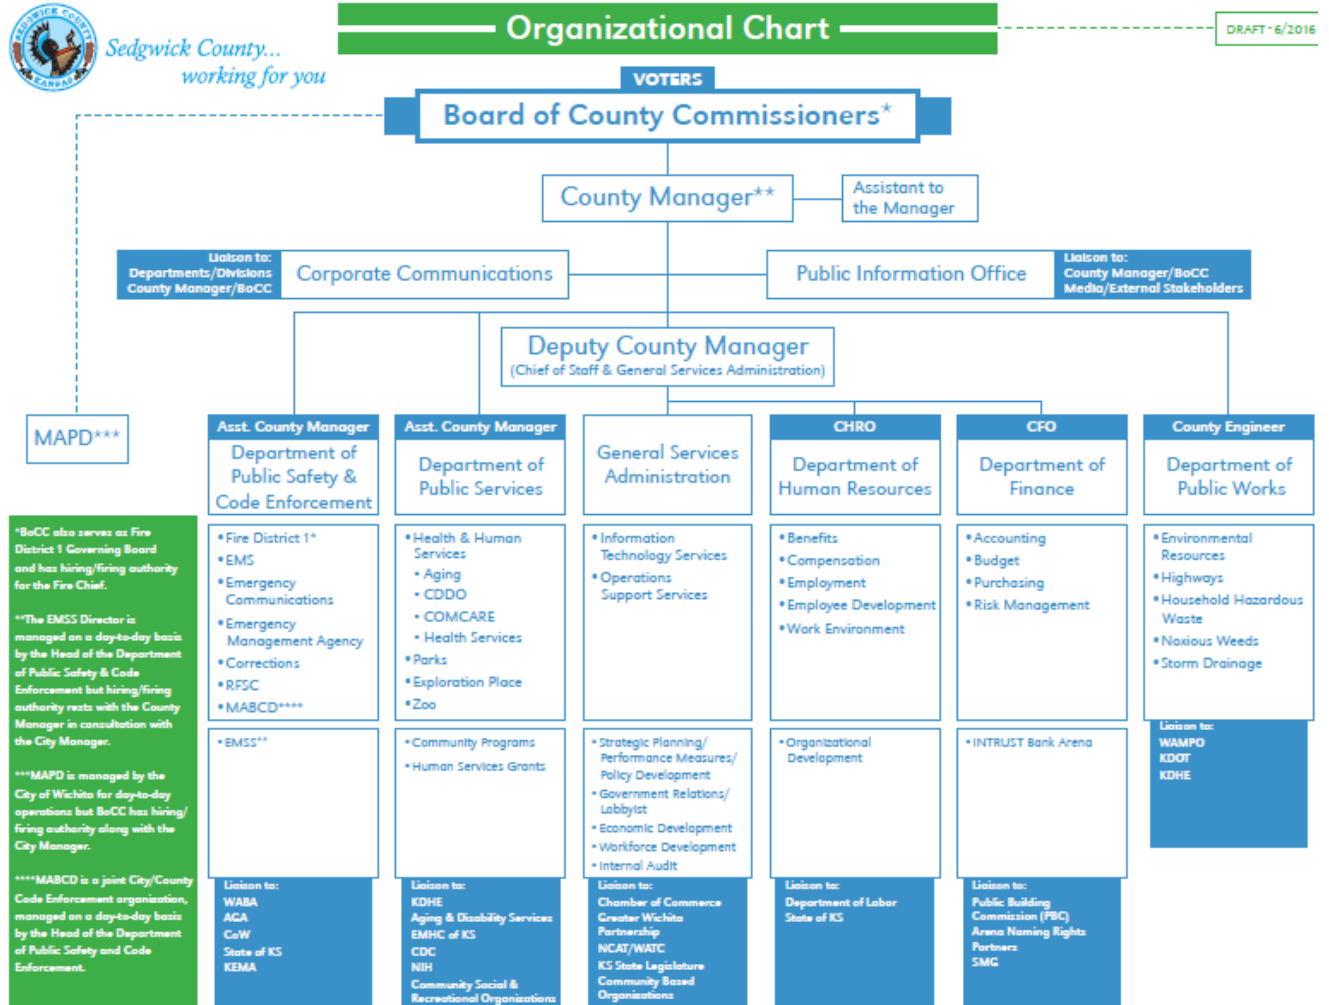 SEDGWICK COUNTY
KANSAS
Sedgwick County...
working for you
Organizational Chart
DRAFT - 6/2016
VOTERS
Board of County Commissioners*
County Manager**
Assistant to
the Manager
Liaison to:
Departments/Divisions
County Manager/BoCC
Corporate Communications
Public Information Office
Liaison to:
County Manager/BoCC
Media/External Stakeholders
Deputy County Manager
(Chief of Staff & General Services Administration)
MAPD***
Asst. County Manager
Department of
Public Safety &
Code Enforcement
• Fire District 1*
• EMS
• Emergency
Communications
• Emergency
Management Agency
• Corrections
• RFSC
• MABCD****
• EMSS**
Liaison to:
WABA
AGA
CoW
State of KS
KEMA
Asst. County Manager
Department of
Public Services
• Health & Human
Services
• Aging
• CDDO
• COMCARE
• Health Services
• Parks
• Exploration Place
• Zoo
• Community Programs
• Human Services Grants
Liaison to:
KDHE
Aging & Disability Services
EMHC of KS
CDC
NIH
Community Social &
Recreational Organizations
General Services
Administration
• Information
Technology Services
• Operations
Support Services
• Strategic Planning/
Performance Measures/
Policy Development
• Government Relations/
Lobbyist
• Economic Development
• Workforce Development
• Internal Audit
Liaison to:
Chamber of Commerce
Greater Wichita
Partnership
NCAT/WATC
KS State Legislature
Community Based
Organizations
CHRO
Department of
Human Resources
• Benefits
• Compensation
• Employment
• Employee Development
• Work Environment
• Organizational
Development
Liaison to:
Department of Labor
State of KS
CFO
Department of
Finance
• Accounting
• Budget
• Purchasing
• Risk Management
• INTRUST Bank Arena
Liaison to:
Public Building
Commission (PBC)
Arena Naming Rights
Partners
SMG
County Engineer
Department of
Public Works
• Environmental
Resources
• Highways
• Household Hazardous
Waste
• Noxious Weeds
• Storm Drainage
Liaison to:
WAMPO
KDOT
KDHE
*BoCC also serves as Fire
District 1 Governing Board
and has hiring/firing authority
for the Fire Chief.
**The EMSS Director is
managed on a day-to-day basis
by the Head of the Department
of Public Safety & Code
Enforcement but hiring/firing
authority rests with the County
Manager in consultation with
the City Manager.
***MAPD is managed by the
City of Wichita for day-to-day
operations but BoCC has hiring/
firing authority along with the
City Manager.
****MABCD is a joint City/County
Code Enforcement organization,
managed on a day-to-day basis
by the Head of the Department
of Public Safety and Code
Enforcement.